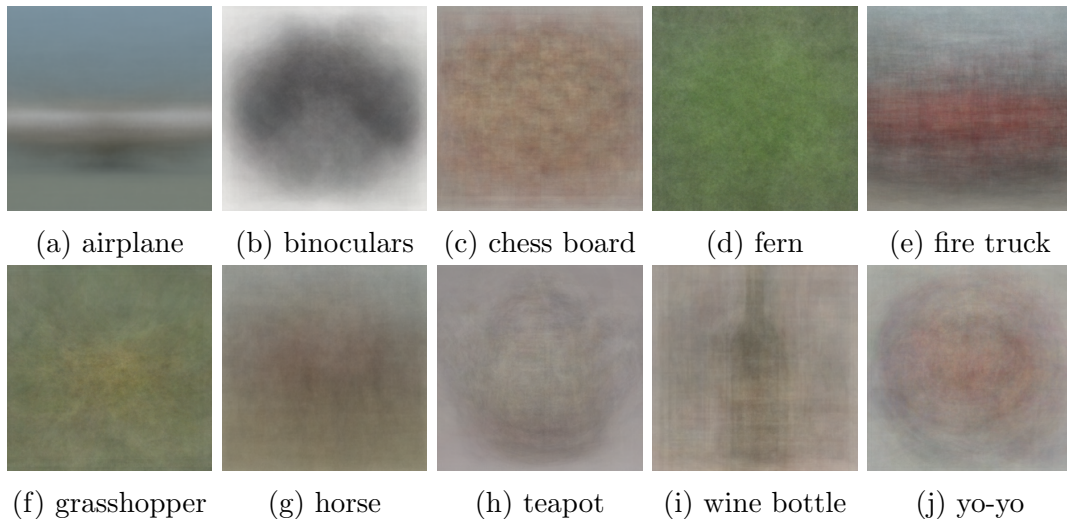 (a) airplane (b) binoculars (c) chess board (d) fern (e) fire truck
(f) grasshopper (g) horse (h) teapot (i) wine bottle (j) yo-yo